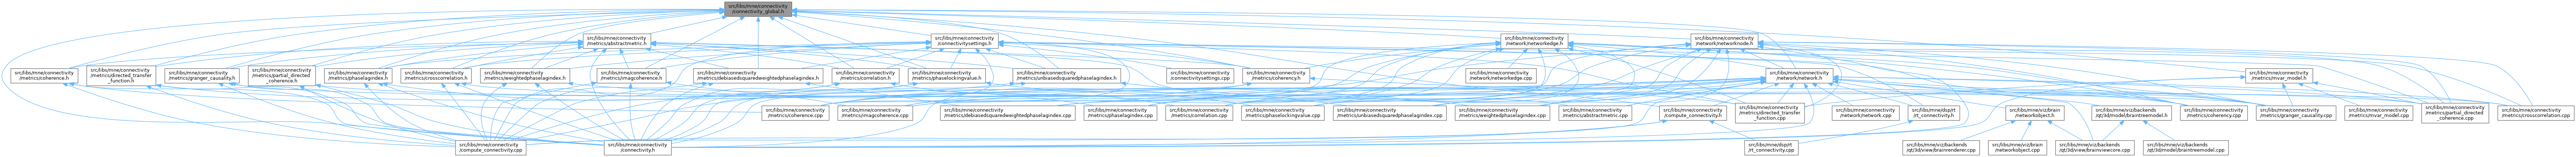 src/libs/mne/connectivity
/connectivity_global.h
src/libs/mne/connectivity
/metrics/abstractmetric.h
src/libs/mne/connectivity
/connectivitysettings.h
src/libs/mne/connectivity
/network/networkedge.h
src/libs/mne/connectivity
/network/networknode.h
src/libs/mne/connectivity
/metrics/coherence.h
src/libs/mne/connectivity
/metrics/directed_transfer
_function.h
src/libs/mne/connectivity
/metrics/granger_causality.h
src/libs/mne/connectivity
/metrics/partial_directed
_coherence.h
src/libs/mne/connectivity
/metrics/phaselagindex.h
src/libs/mne/connectivity
/metrics/crosscorrelation.h
src/libs/mne/connectivity
/metrics/weightedphaselagindex.h
src/libs/mne/connectivity
/metrics/imagcoherence.h
src/libs/mne/connectivity
/metrics/debiasedsquaredweightedphaselagindex.h
src/libs/mne/connectivity
/metrics/correlation.h
src/libs/mne/connectivity
/metrics/phaselockingvalue.h
src/libs/mne/connectivity
/metrics/unbiasedsquaredphaselagindex.h
src/libs/mne/connectivity
/connectivitysettings.cpp
src/libs/mne/connectivity
/metrics/coherency.h
src/libs/mne/connectivity
/network/networkedge.cpp
src/libs/mne/connectivity
/network/network.h
src/libs/mne/connectivity
/metrics/mvar_model.h
src/libs/mne/connectivity
/metrics/coherence.cpp
src/libs/mne/connectivity
/metrics/imagcoherence.cpp
src/libs/mne/connectivity
/metrics/debiasedsquaredweightedphaselagindex.cpp
src/libs/mne/connectivity
/metrics/phaselagindex.cpp
src/libs/mne/connectivity
/metrics/correlation.cpp
src/libs/mne/connectivity
/metrics/phaselockingvalue.cpp
src/libs/mne/connectivity
/metrics/unbiasedsquaredphaselagindex.cpp
src/libs/mne/connectivity
/metrics/weightedphaselagindex.cpp
src/libs/mne/connectivity
/metrics/abstractmetric.cpp
src/libs/mne/connectivity
/compute_connectivity.h
src/libs/mne/connectivity
/metrics/directed_transfer
_function.cpp
src/libs/mne/connectivity
/network/network.cpp
src/libs/mne/dsp/rt
/rt_connectivity.h
src/libs/mne/viz/brain
/networkobject.h
src/libs/mne/viz/backends
/qt/3d/model/braintreemodel.h
src/libs/mne/connectivity
/metrics/coherency.cpp
src/libs/mne/connectivity
/metrics/granger_causality.cpp
src/libs/mne/connectivity
/metrics/mvar_model.cpp
src/libs/mne/connectivity
/metrics/partial_directed
_coherence.cpp
src/libs/mne/connectivity
/metrics/crosscorrelation.cpp
src/libs/mne/connectivity
/compute_connectivity.cpp
src/libs/mne/connectivity
/connectivity.h
src/libs/mne/dsp/rt
/rt_connectivity.cpp
src/libs/mne/viz/backends
/qt/3d/view/brainrenderer.cpp
src/libs/mne/viz/brain
/networkobject.cpp
src/libs/mne/viz/backends
/qt/3d/view/brainviewcore.cpp
src/libs/mne/viz/backends
/qt/3d/model/braintreemodel.cpp